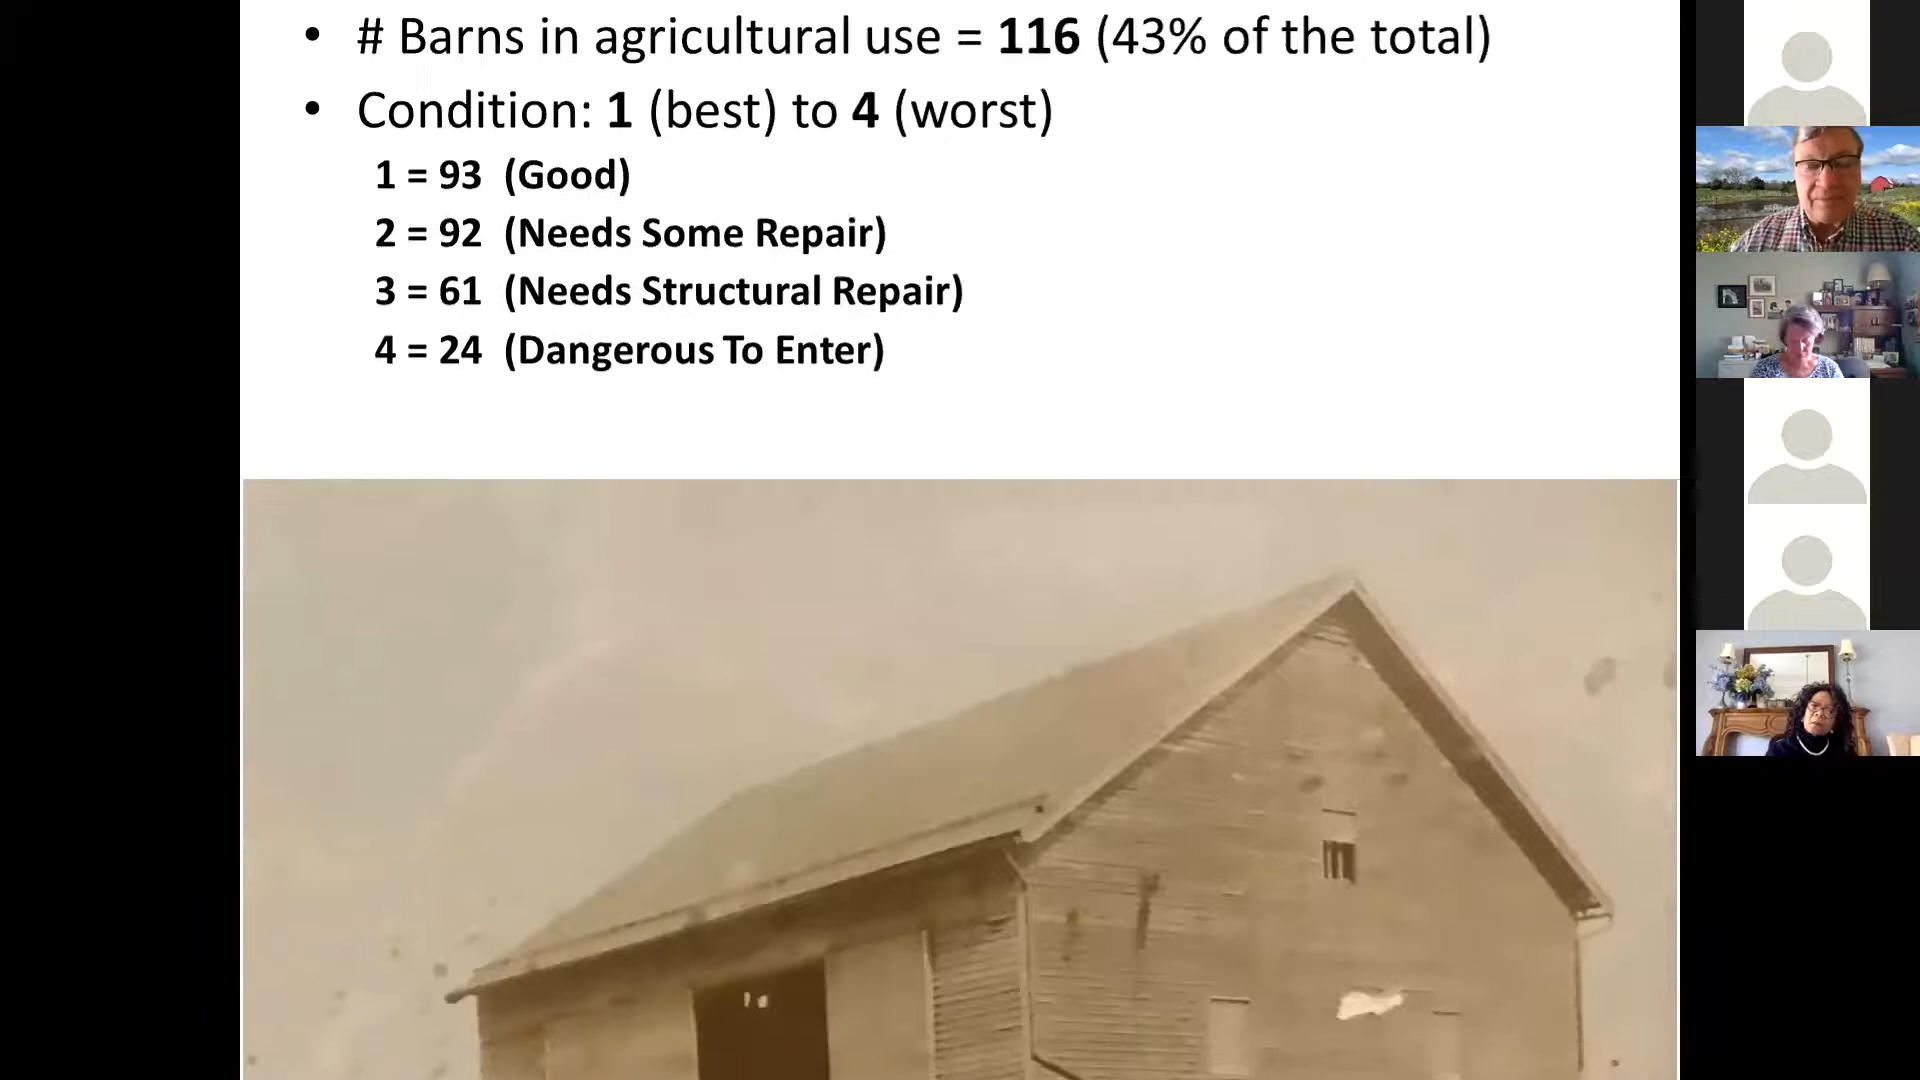 • # Barns in agricultural use = 116 (43% of the total)
• Condition: 1 (best) to 4 (worst)
1 = 93 (Good)
2 = 92 (Needs Some Repair)
3 = 61 (Needs Structural Repair)
4 = 24 (Dangerous To Enter)